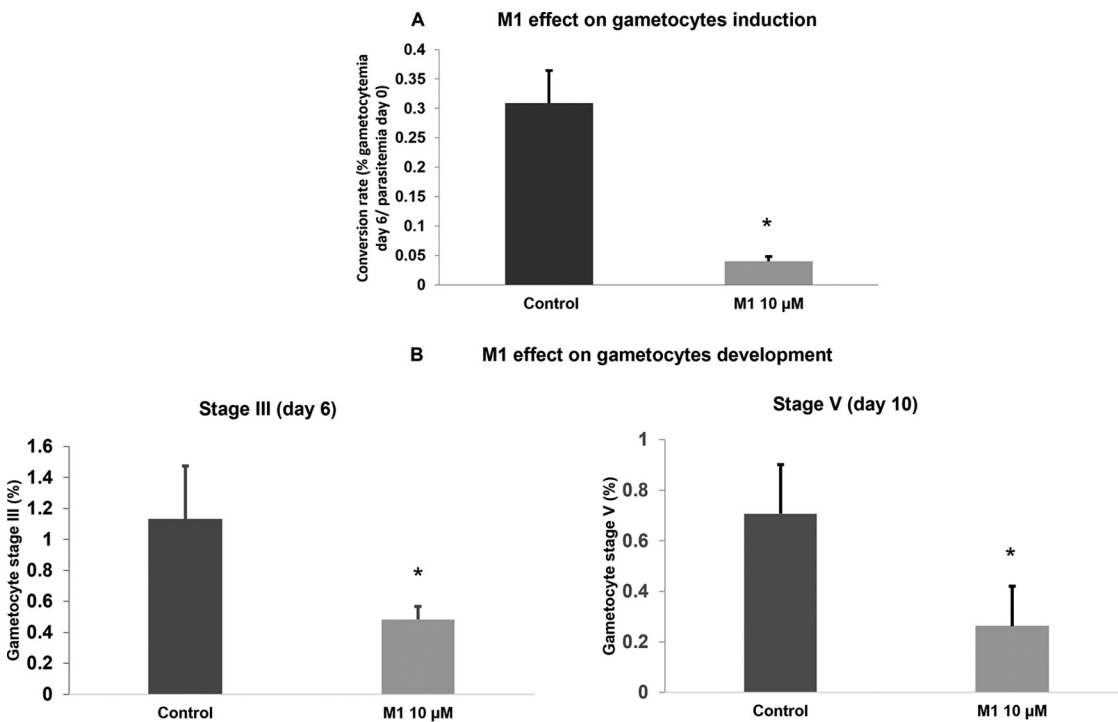 A M1 effect on gametocytes induction
Conversion rate (% gametocytemia
day 6/ parasitemia day 0)
0.4
0.35
0.3
0.25
0.2
0.15
0.1
0.05
0
*
Control M1 10 µM
B M1 effect on gametocytes development
Stage III (day 6)
Gametocyte stage III (%)
1.6
1.4
1.2
1
0.8
0.6
0.4
0.2
0
*
Control M1 10 µM
Stage V (day 10)
Gametocyte stage V (%)
1
0.8
0.6
0.4
0.2
0
*
Control M1 10 µM